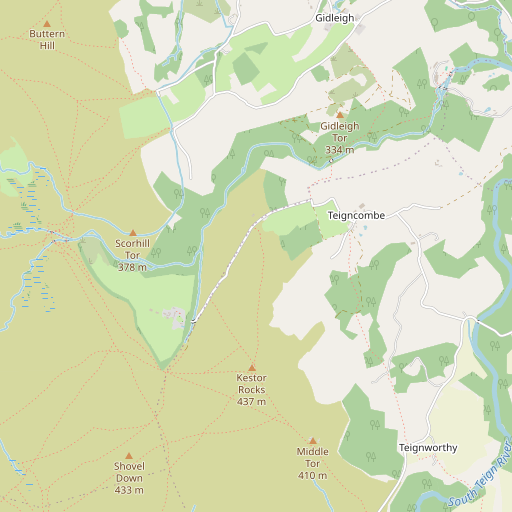 Gidleigh
Buttern
Hill
Gidleigh
Tor
334 m
Teigncombe
Scorhill
Tor
378 m
Kestor
Rocks
437 m
Middle
Tor
410 m
Teignworthy
Shovel
Down
433 m
South Teign River